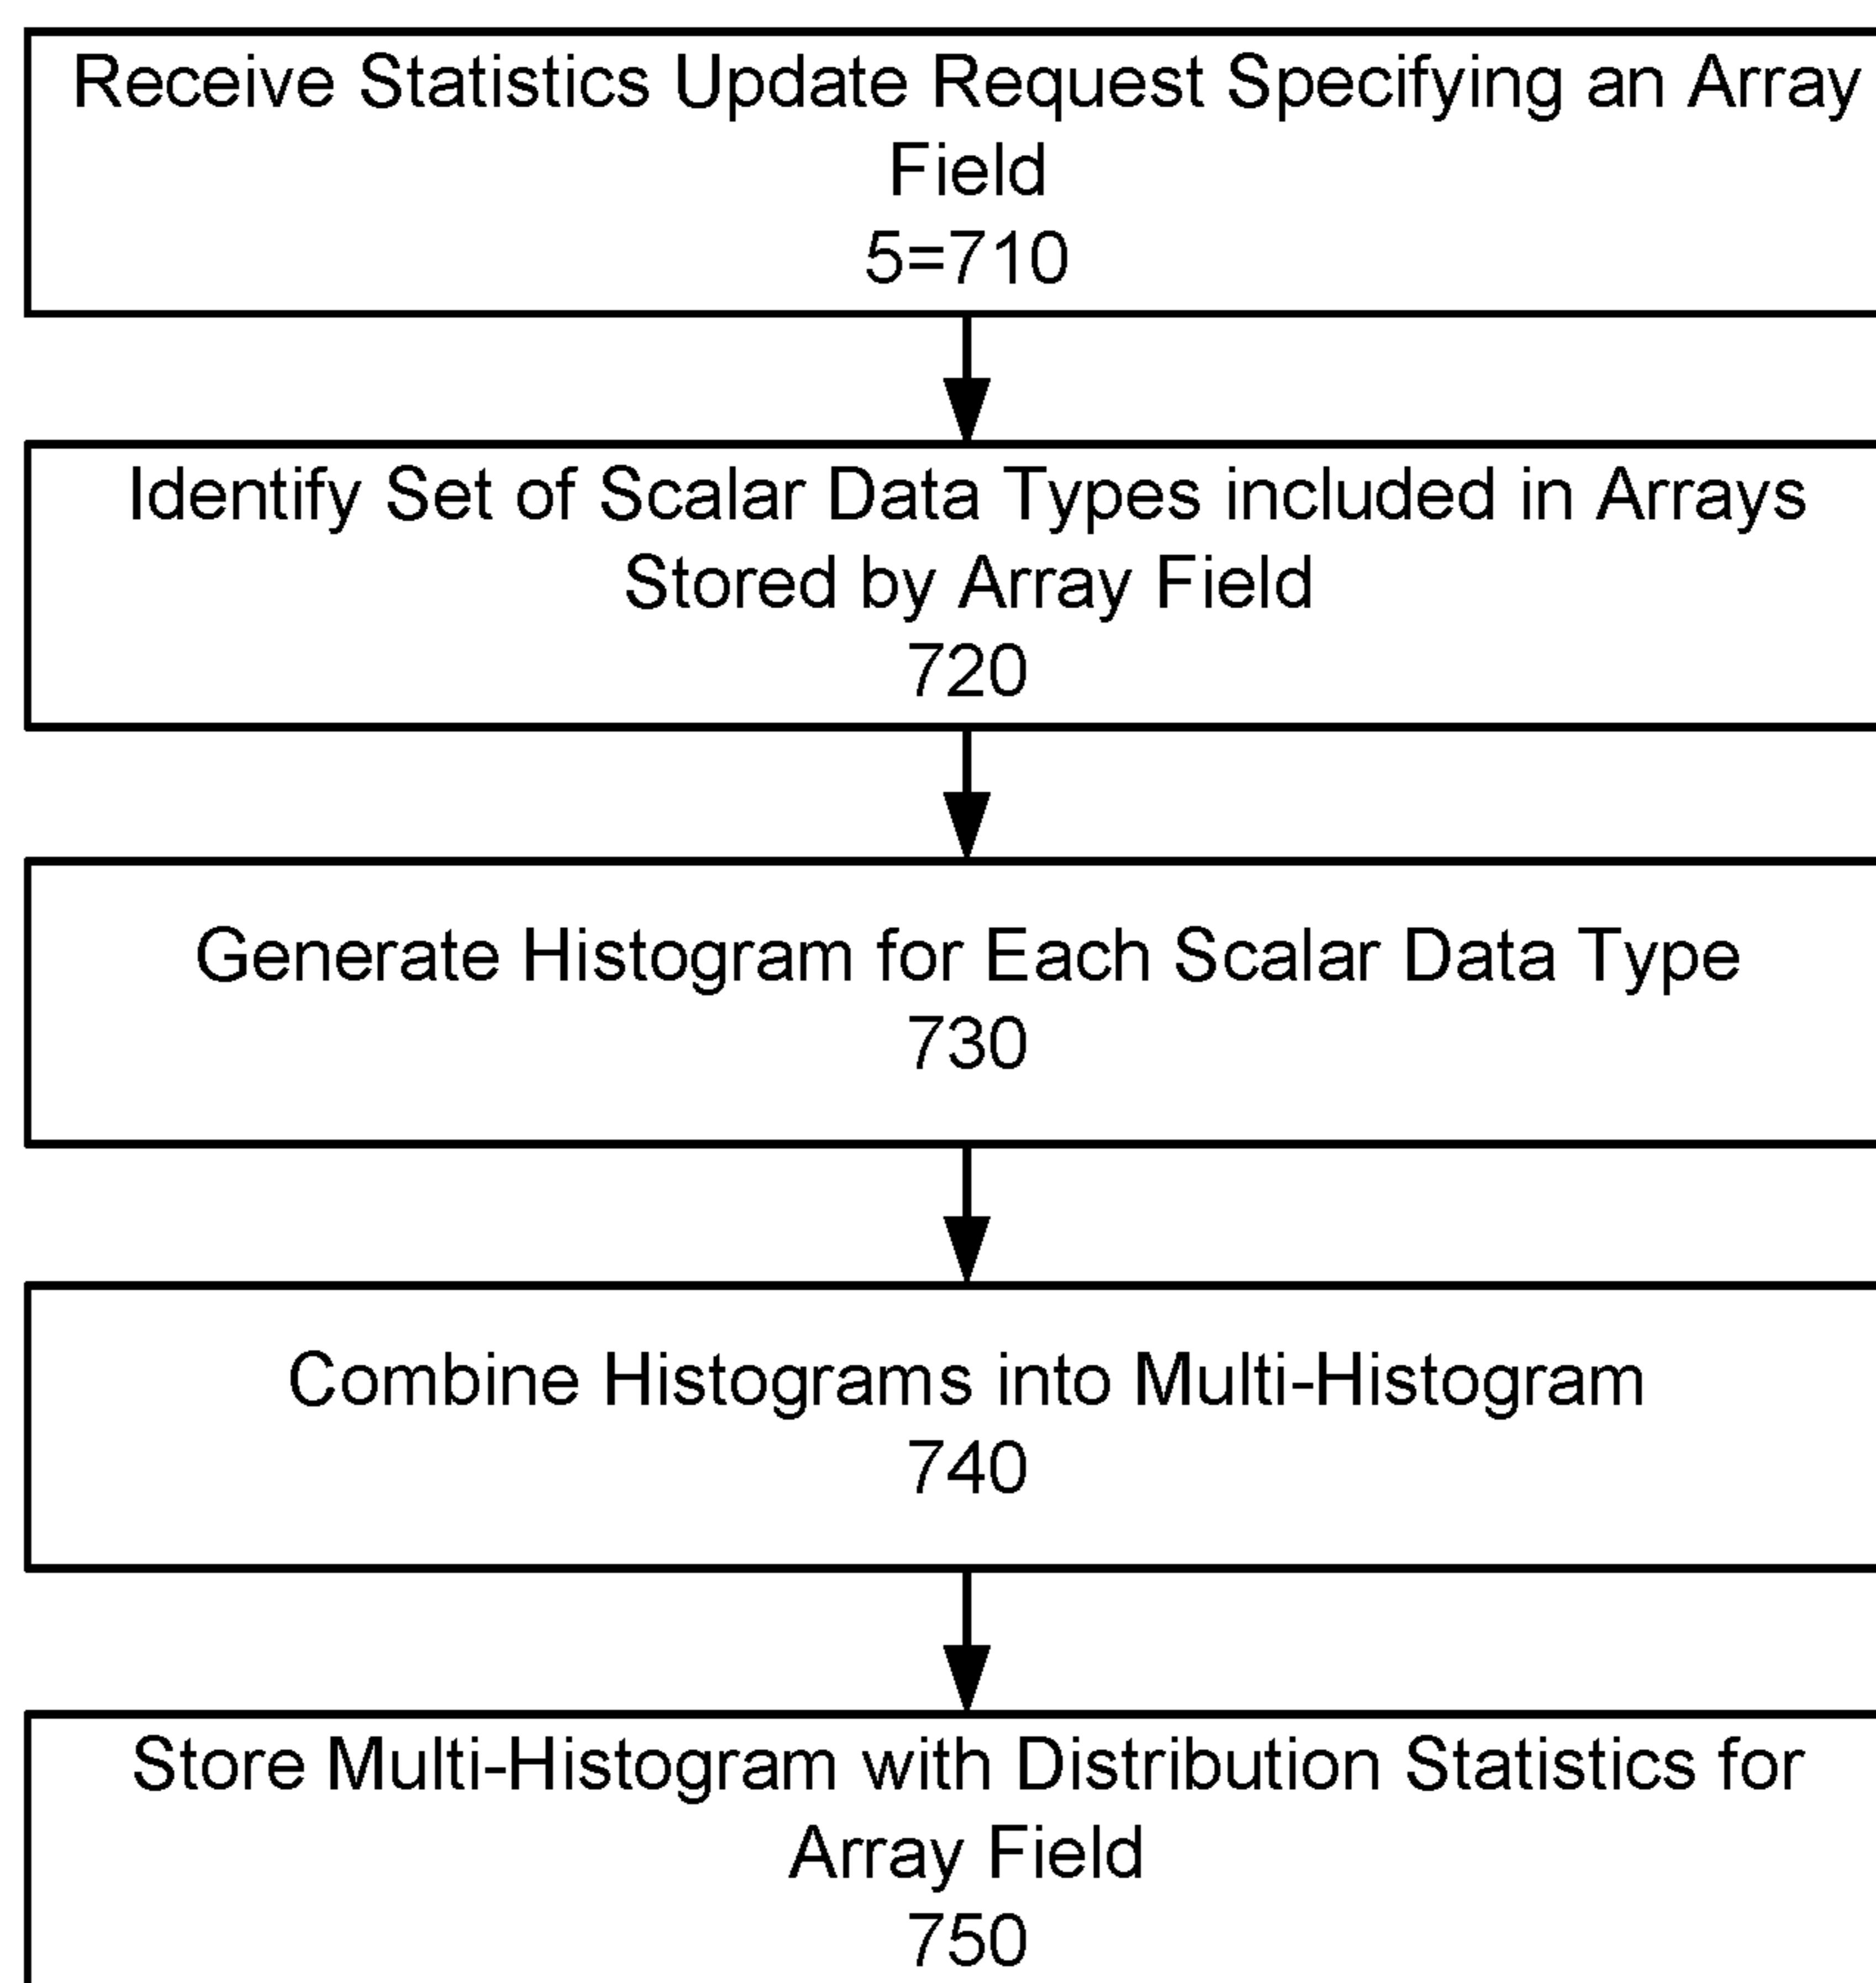 Receive Statistics Update Request Specifying an Array
Field
5=710
Identify Set of Scalar Data Types included in Arrays
Stored by Array Field
720
Generate Histogram for Each Scalar Data Type
730
Combine Histograms into Multi-Histogram
740
Store Multi-Histogram with Distribution Statistics for
Array Field
750